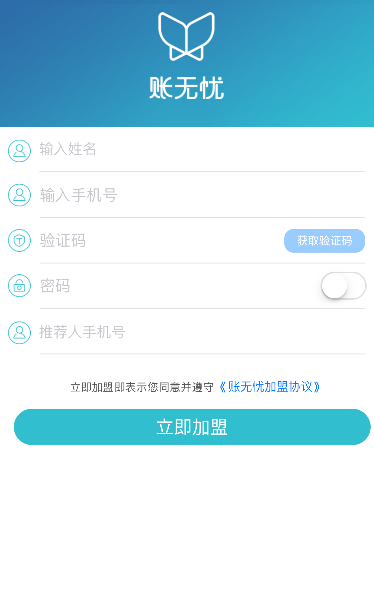 账无忧
输入姓名
输入手机号
验证码 获取验证码
密码
推荐人手机号
立即加盟即表示您同意并遵守《账无忧加盟协议》
立即加盟